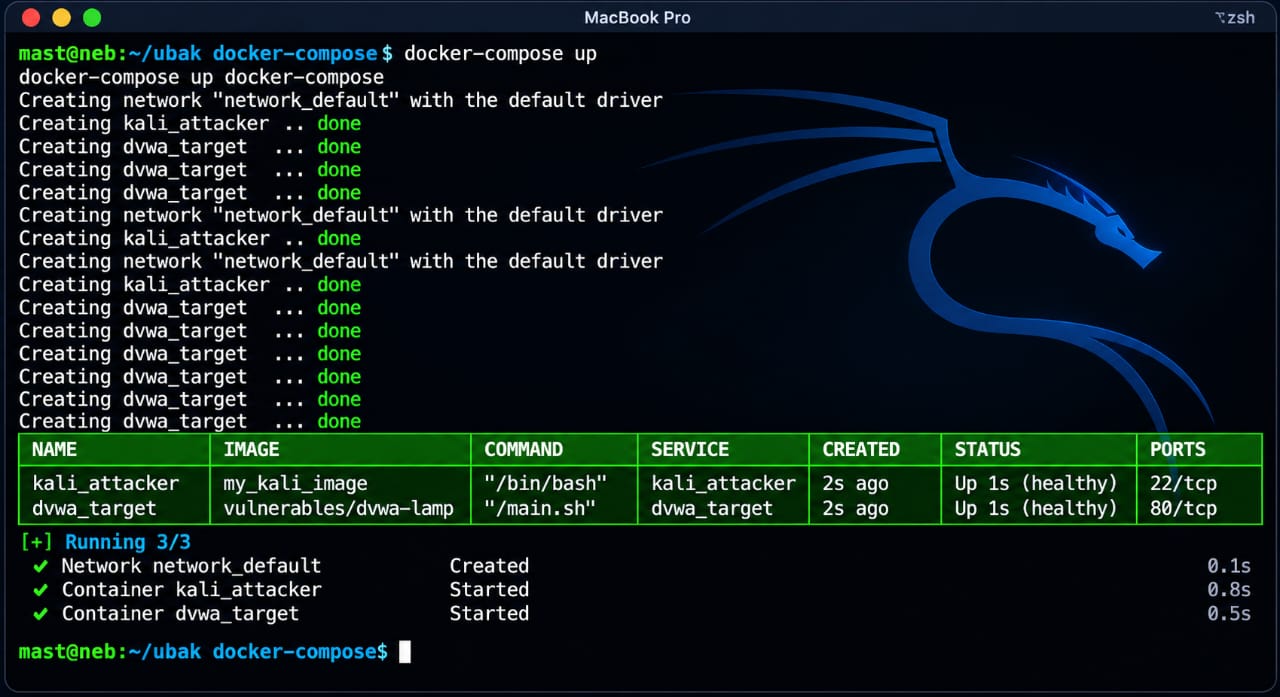 MacBook Pro
⌥zsh
mast@neb:~/ubak docker-compose$ docker-compose up
docker-compose up docker-compose
Creating network "network_default" with the default driver
Creating kali_attacker .. done
Creating dvwa_target ... done
Creating dvwa_target ... done
Creating dvwa_target ... done
Creating network "network_default" with the default driver
Creating kali_attacker .. done
Creating network "network_default" with the default driver
Creating kali_attacker .. done
Creating dvwa_target ... done
Creating dvwa_target ... done
Creating dvwa_target ... done
Creating dvwa_target ... done
Creating dvwa_target ... done
Creating dvwa_target ... done
NAME IMAGE COMMAND SERVICE CREATED STATUS PORTS
kali_attacker my_kali_image "/bin/bash" kali_attacker 2s ago Up 1s (healthy) 22/tcp
dvwa_target vulnerables/dvwa-lamp "/main.sh" dvwa_target 2s ago Up 1s (healthy) 80/tcp
[+] Running 3/3
✔ Network network_default Created 0.1s
✔ Container kali_attacker Started 0.8s
✔ Container dvwa_target Started 0.5s
mast@neb:~/ubak docker-compose$